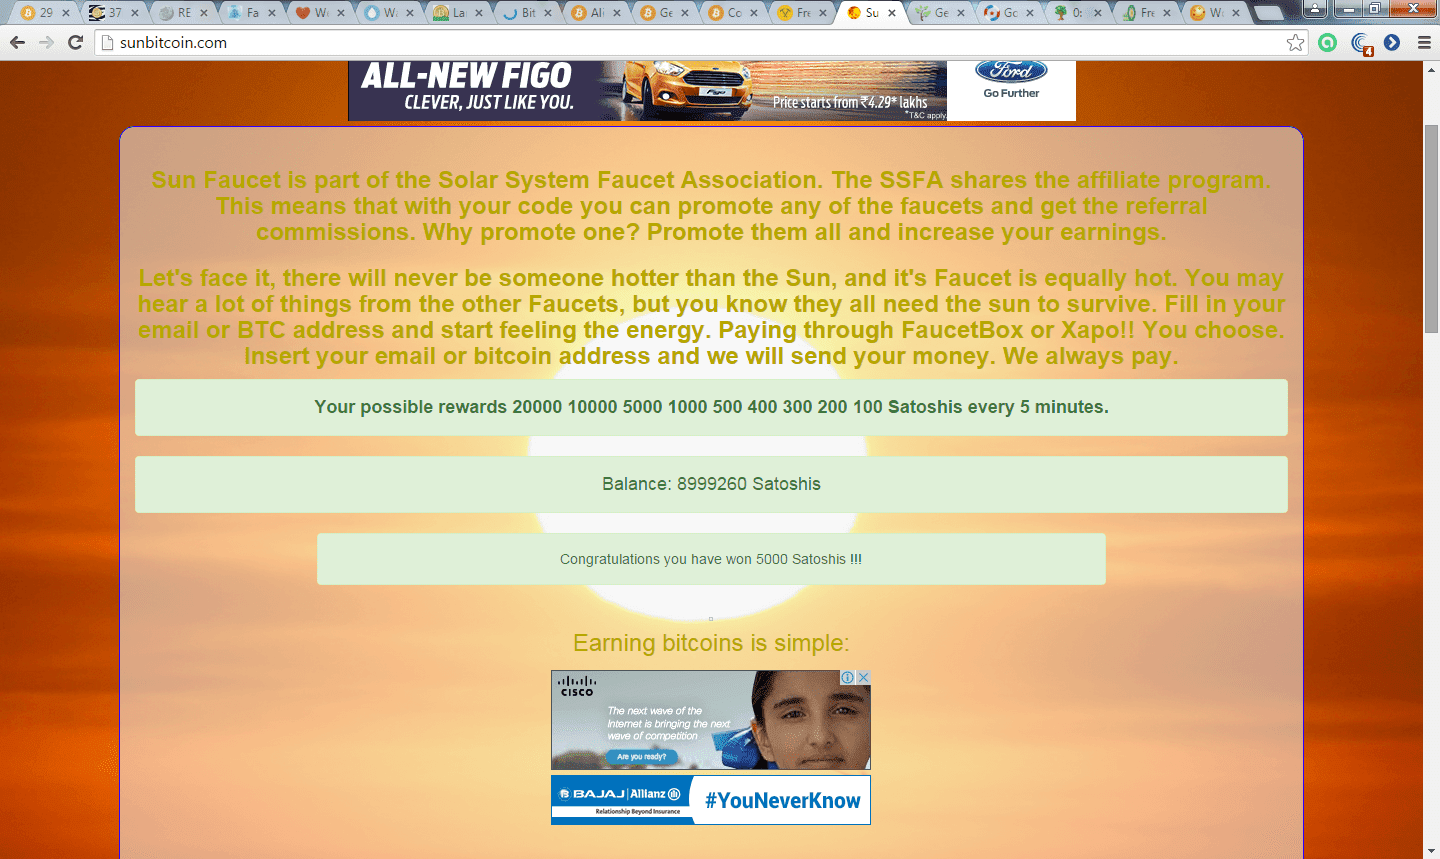 29
37
RE
Fa
We
Wa
La
Bit
Al
Ge
Co
Fre
Su
Ge
Go
0:
Fre
Wo
sunbitcoin.com
4
ALL-NEW FIGO
CLEVER, JUST LIKE YOU.
Figo
Price starts from ₹4.29* lakhs
*T&C apply.
Ford
Go Further
Sun Faucet is part of the Solar System Faucet Association. The SSFA shares the affiliate program.
This means that with your code you can promote any of the faucets and get the referral
commissions. Why promote one? Promote them all and increase your earnings.
Let's face it, there will never be someone hotter than the Sun, and it's Faucet is equally hot. You may
hear a lot of things from the other Faucets, but you know they all need the sun to survive. Fill in your
email or BTC address and start feeling the energy. Paying through FaucetBox or Xapo!! You choose.
Insert your email or bitcoin address and we will send your money. We always pay.
Your possible rewards 20000 10000 5000 1000 500 400 300 200 100 Satoshis every 5 minutes.
Balance: 8999260 Satoshis
Congratulations you have won 5000 Satoshis !!!
Earning bitcoins is simple:
CISCO
The next wave of the
Internet is bringing the next
wave of competition
Are you ready?
BAJAJ | Allianz
Relationship Beyond Insurance
#YouNeverKnow